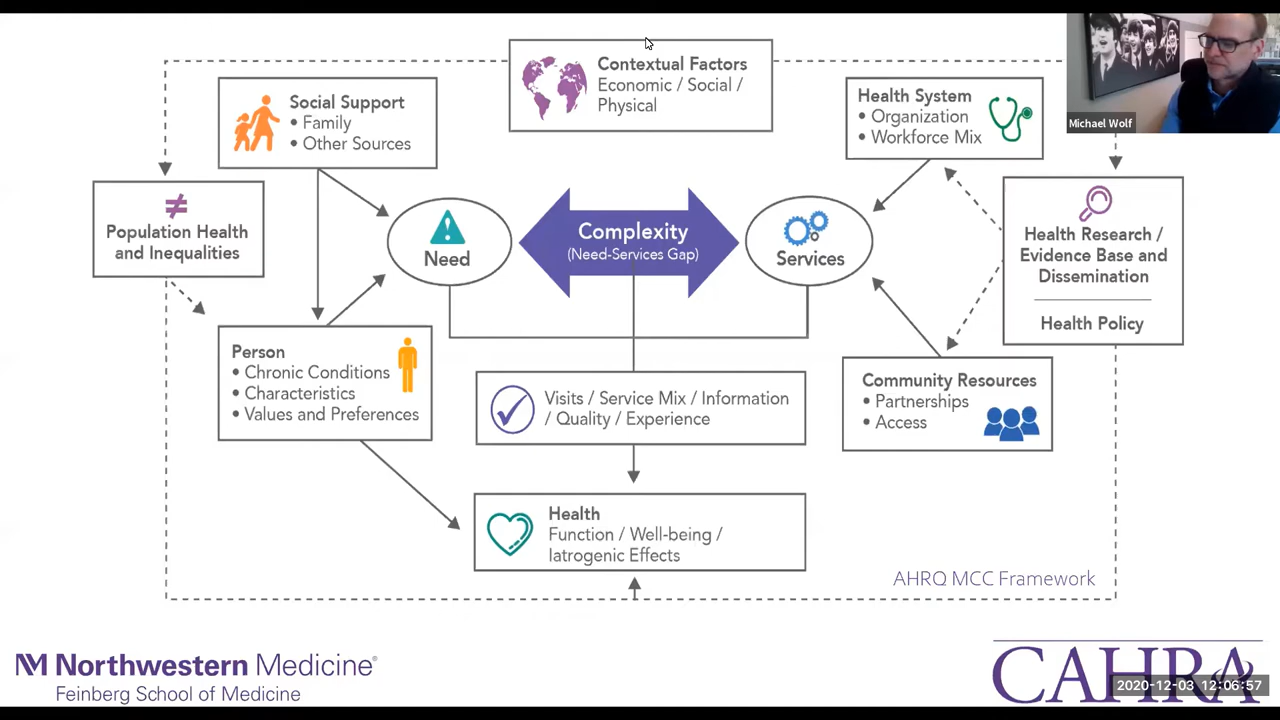 Contextual Factors
Economic / Social /
Physical
Social Support
• Family
• Other Sources
Health System
• Organization
• Workforce Mix
Michael Wolf
≠
Population Health
and Inequalities
Need
Complexity
(Need-Services Gap)
Services
Health Research /
Evidence Base and
Dissemination
Health Policy
Person
• Chronic Conditions
• Characteristics
• Values and Preferences
Visits / Service Mix / Information
/ Quality / Experience
Community Resources
• Partnerships
• Access
Health
Function / Well-being /
Iatrogenic Effects
AHRQ MCC Framework
NM Northwestern Medicine®
Feinberg School of Medicine
CAHRA
2020-12-03 12:06:57